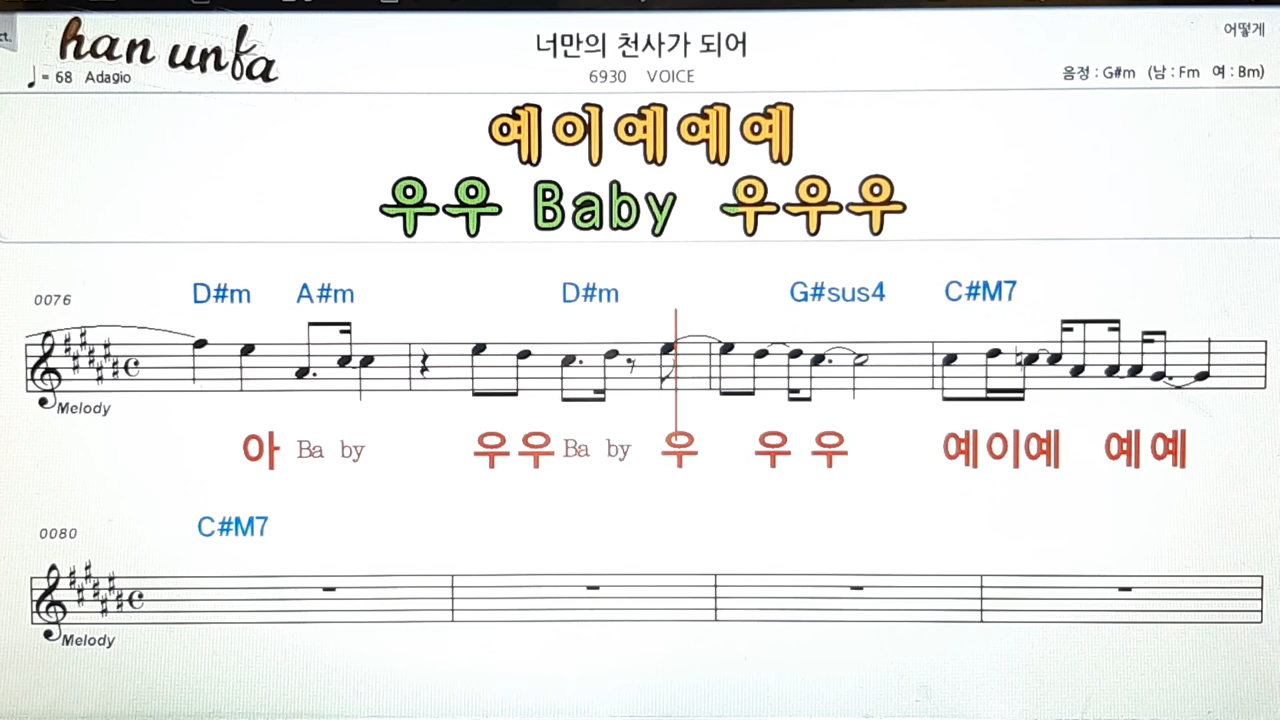 ct.
han unfa
너만의 천사가 되어
어떻게
= 68 Adagio
6930 VOICE
음정 : G#m (남 : Fm 여 : Bm)
예이예예예
우우 Baby 우우우
0076
D#m A#m D#m G#sus4 C#M7
Melody
아 Ba by 우우 Ba by 우 우 우 예이예 예예
0080
C#M7
Melody